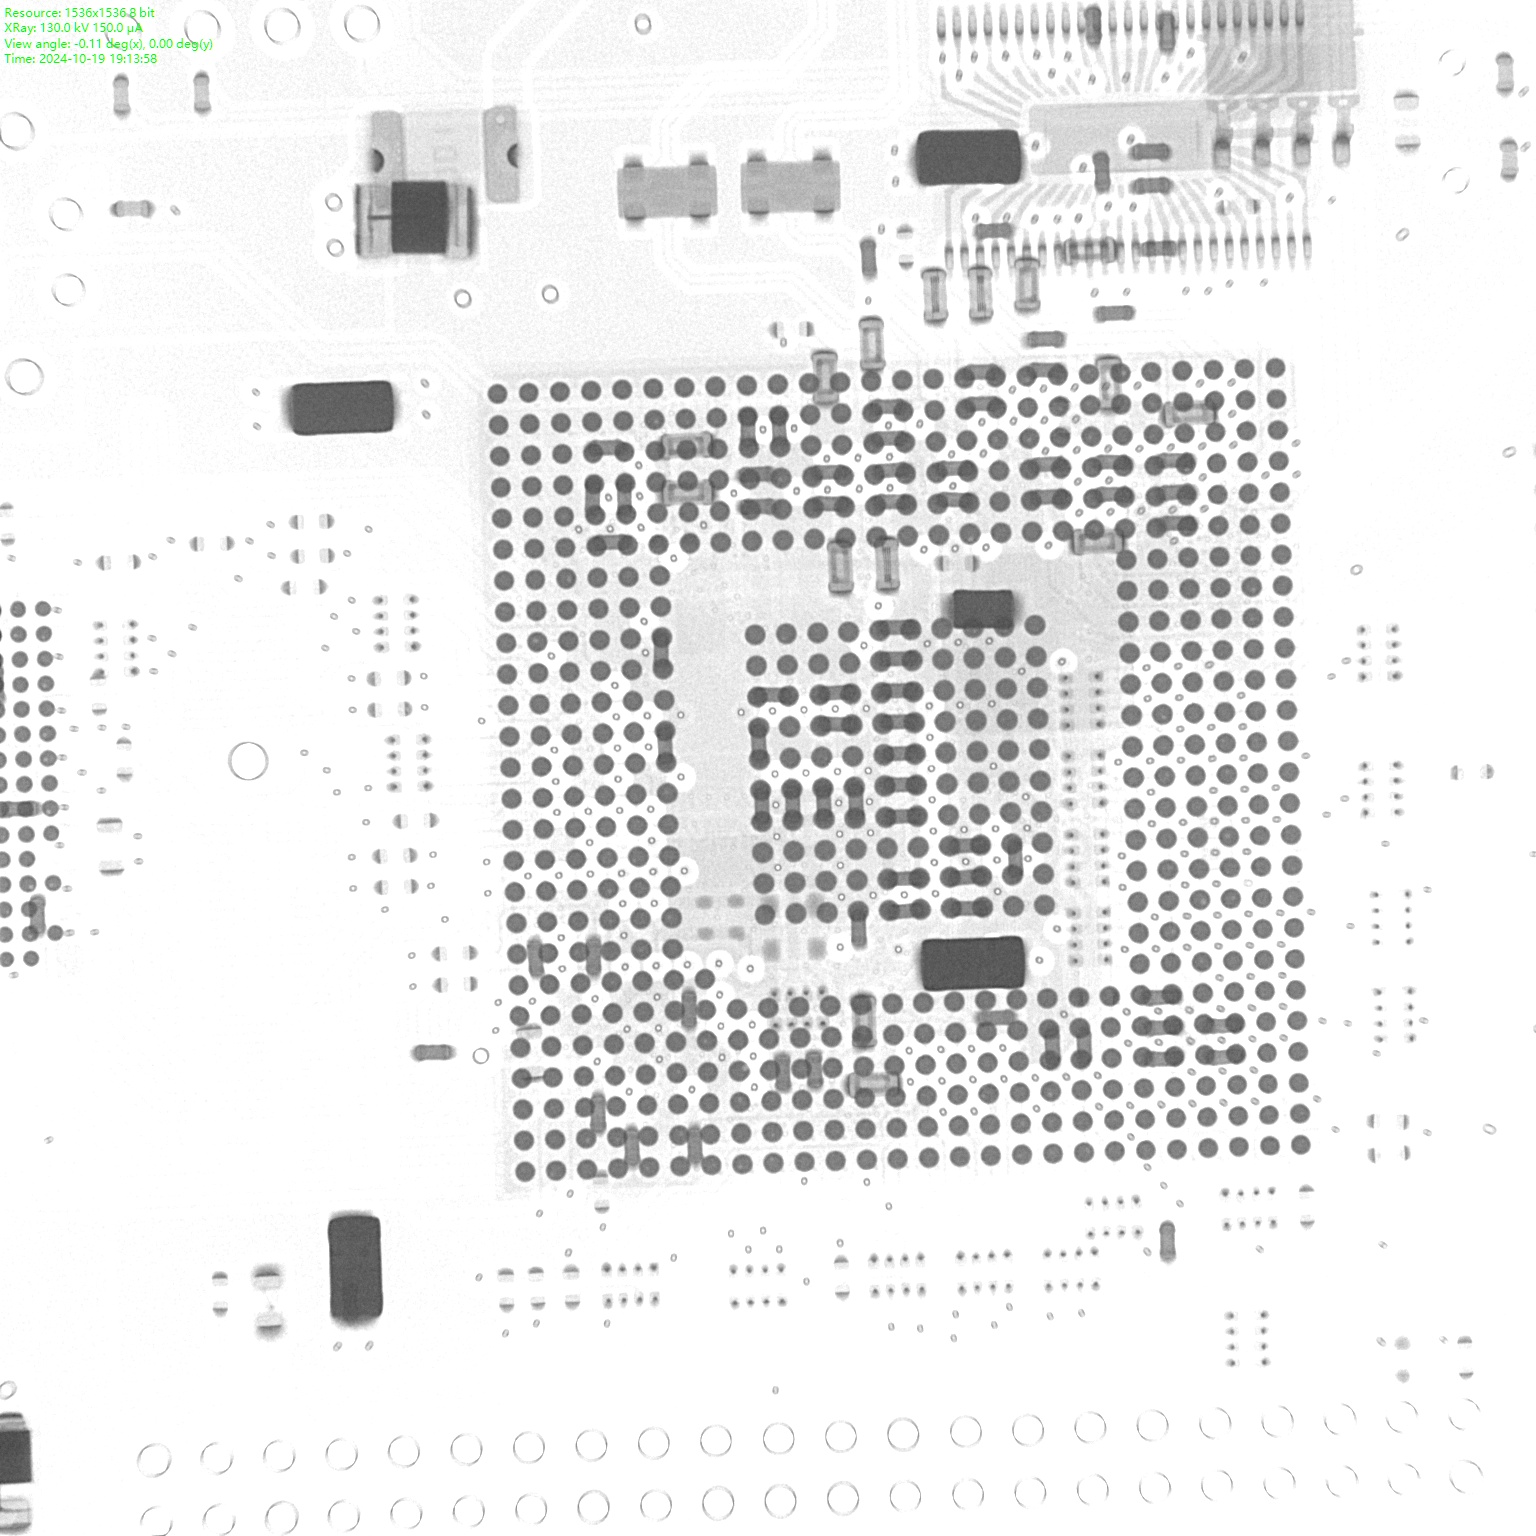 Resource: 1536x1536,8 bit
XRay: 130.0 kV 150.0 µA
View angle: -0.11 deg(x), 0.00 deg(y)
Time: 2024-10-19 19:13:58